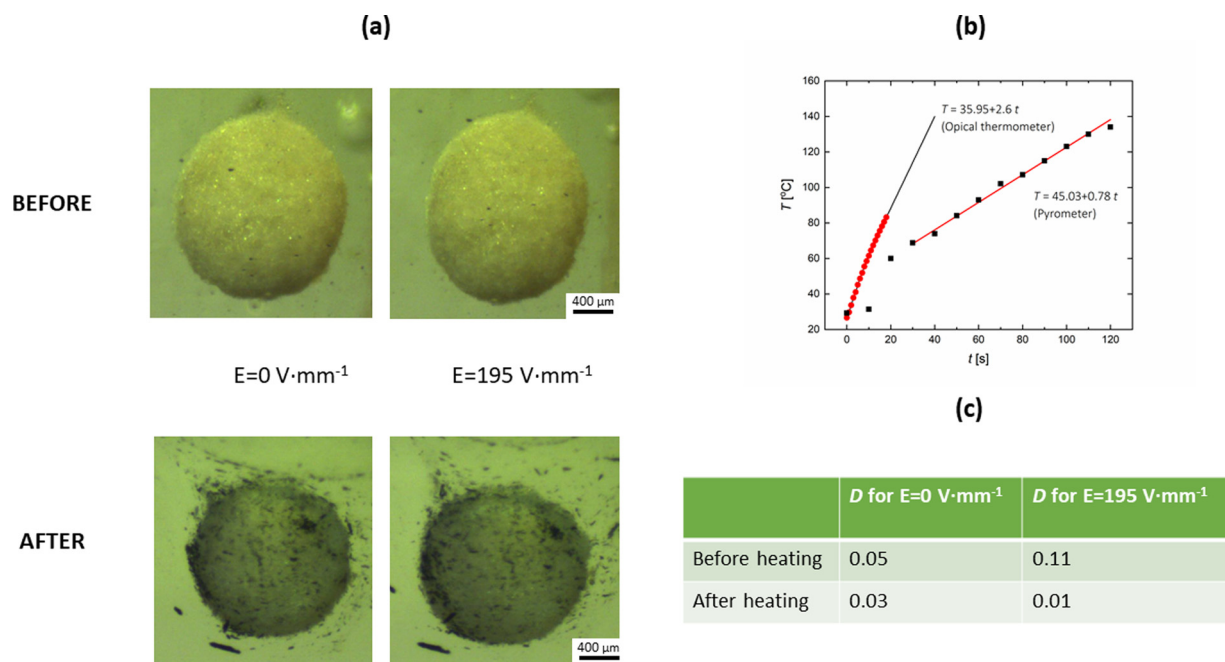 (a)
BEFORE
400 µm
E=0 V·mm-1
E=195 V·mm-1
AFTER
400 µm
(b)
160
140
120
100
80
60
40
20
T [°C]
T = 35.95+2.6 t
(Opical thermometer)
T = 45.03+0.78 t
(Pyrometer)
0 20 40 60 80 100 120
t [s]
(c)
D for E=0 V·mm-1 D for E=195 V·mm-1
Before heating 0.05 0.11
After heating 0.03 0.01